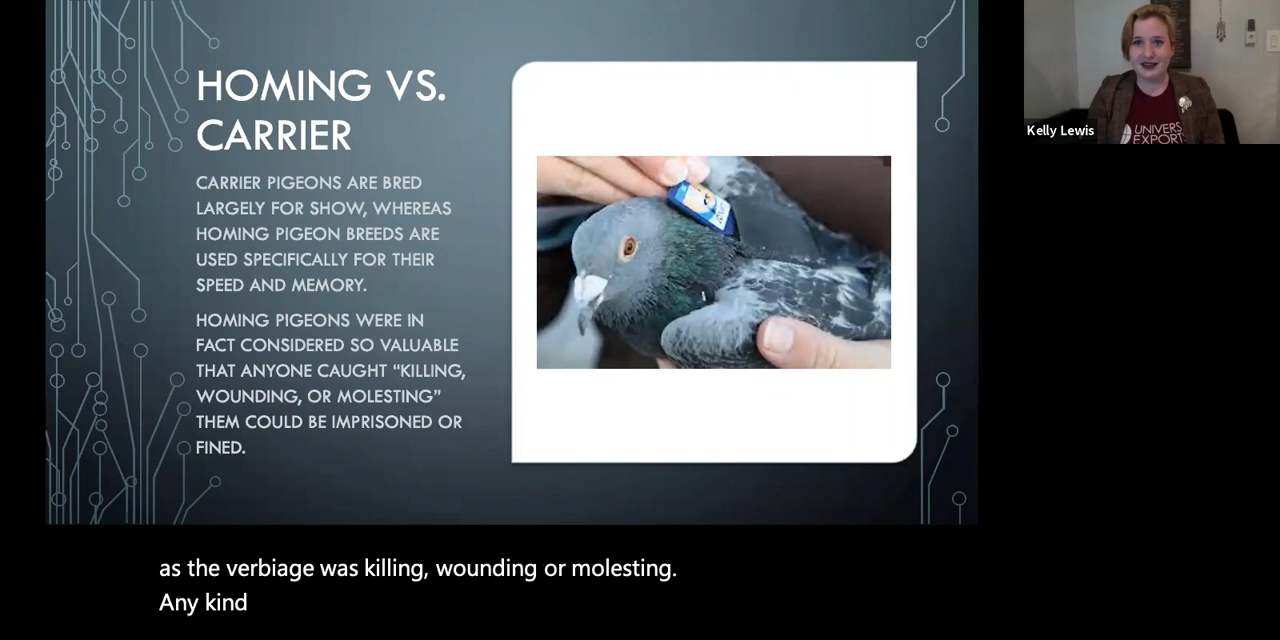 HOMING VS.
CARRIER
CARRIER PIGEONS ARE BRED
LARGELY FOR SHOW, WHEREAS
HOMING PIGEON BREEDS ARE
USED SPECIFICALLY FOR THEIR
SPEED AND MEMORY.
HOMING PIGEONS WERE IN
FACT CONSIDERED SO VALUABLE
THAT ANYONE CAUGHT “KILLING,
WOUNDING, OR MOLESTING”
THEM COULD BE IMPRISONED OR
FINED.
Kelly Lewis
UNIVERS
EXPORT
as the verbiage was killing, wounding or molesting.
Any kind